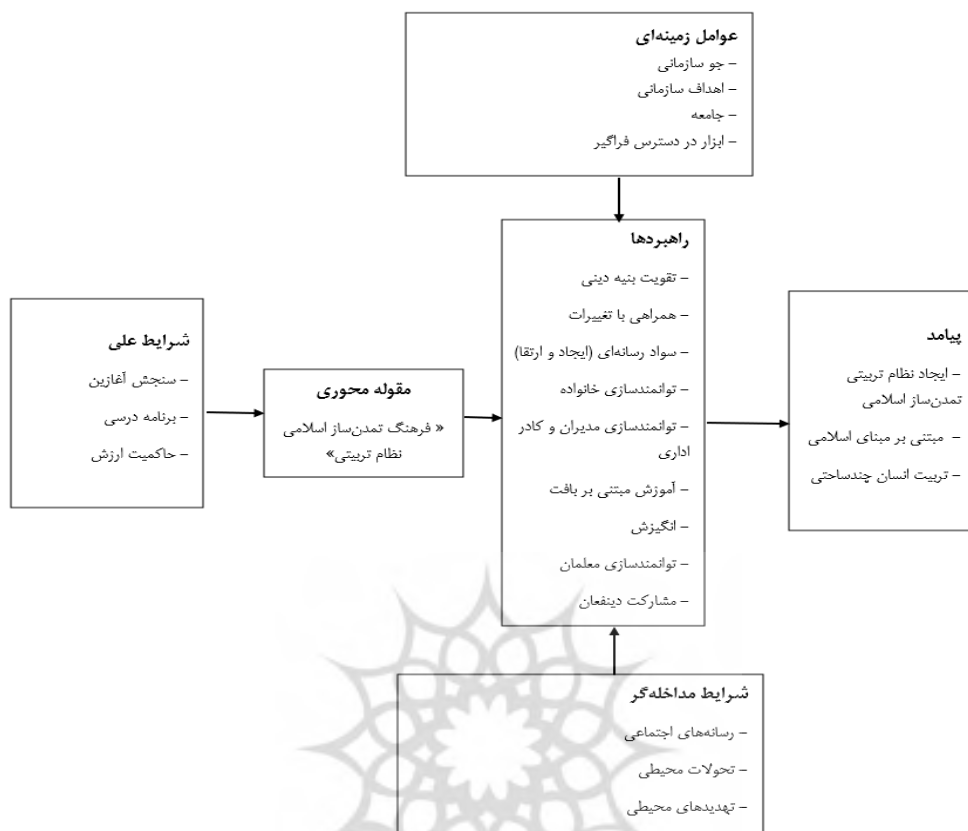 عوامل زمینه‌ای
– جو سازمانی
– اهداف سازمانی
– جامعه
– ابزار در دسترس فراگیر
شرایط علی
– سنجش آغازین
– برنامه درسی
– حاکمیت ارزش
مقوله محوری
« فرهنگ تمدن‌ساز اسلامی
نظام تربیتی»
راهبردها
– تقویت بنیه دینی
– همراهی با تغییرات
– سواد رسانه‌ای (ایجاد و ارتقا)
– توانمندسازی خانواده
– توانمندسازی مدیران و کادر
اداری
– آموزش مبتنی بر بافت
– انگیزش
– توانمندسازی معلمان
– مشارکت دینفعان
پیامد
– ایجاد نظام تربیتی
تمدن‌ساز اسلامی
– مبتنی بر مبنای اسلامی
– تربیت انسان چندساحتی
شرایط مداخله‌گر
– رسانه‌های اجتماعی
– تحولات محیطی
– تهدیدهای محیطی